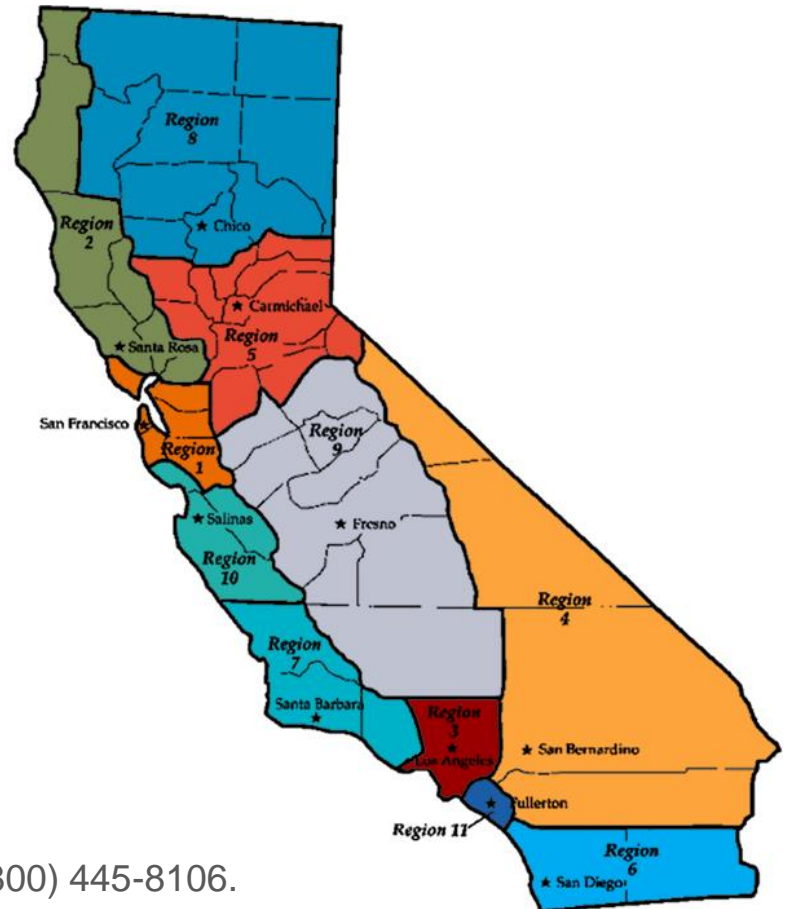 Region
8
★ Chico
Region
2
★ Carmichael
Region
5
★ Santa Rosa
San Francisco ★
Region
1
Region
9
★ Salinas
★ Fresno
Region
10
Region
4
Region
7
Santa Barbara
★
Region
3
★
Los Angeles
★ San Bernardino
★ Fullerton
Region 11
Region
6
★ San Diego
800) 445-8106.